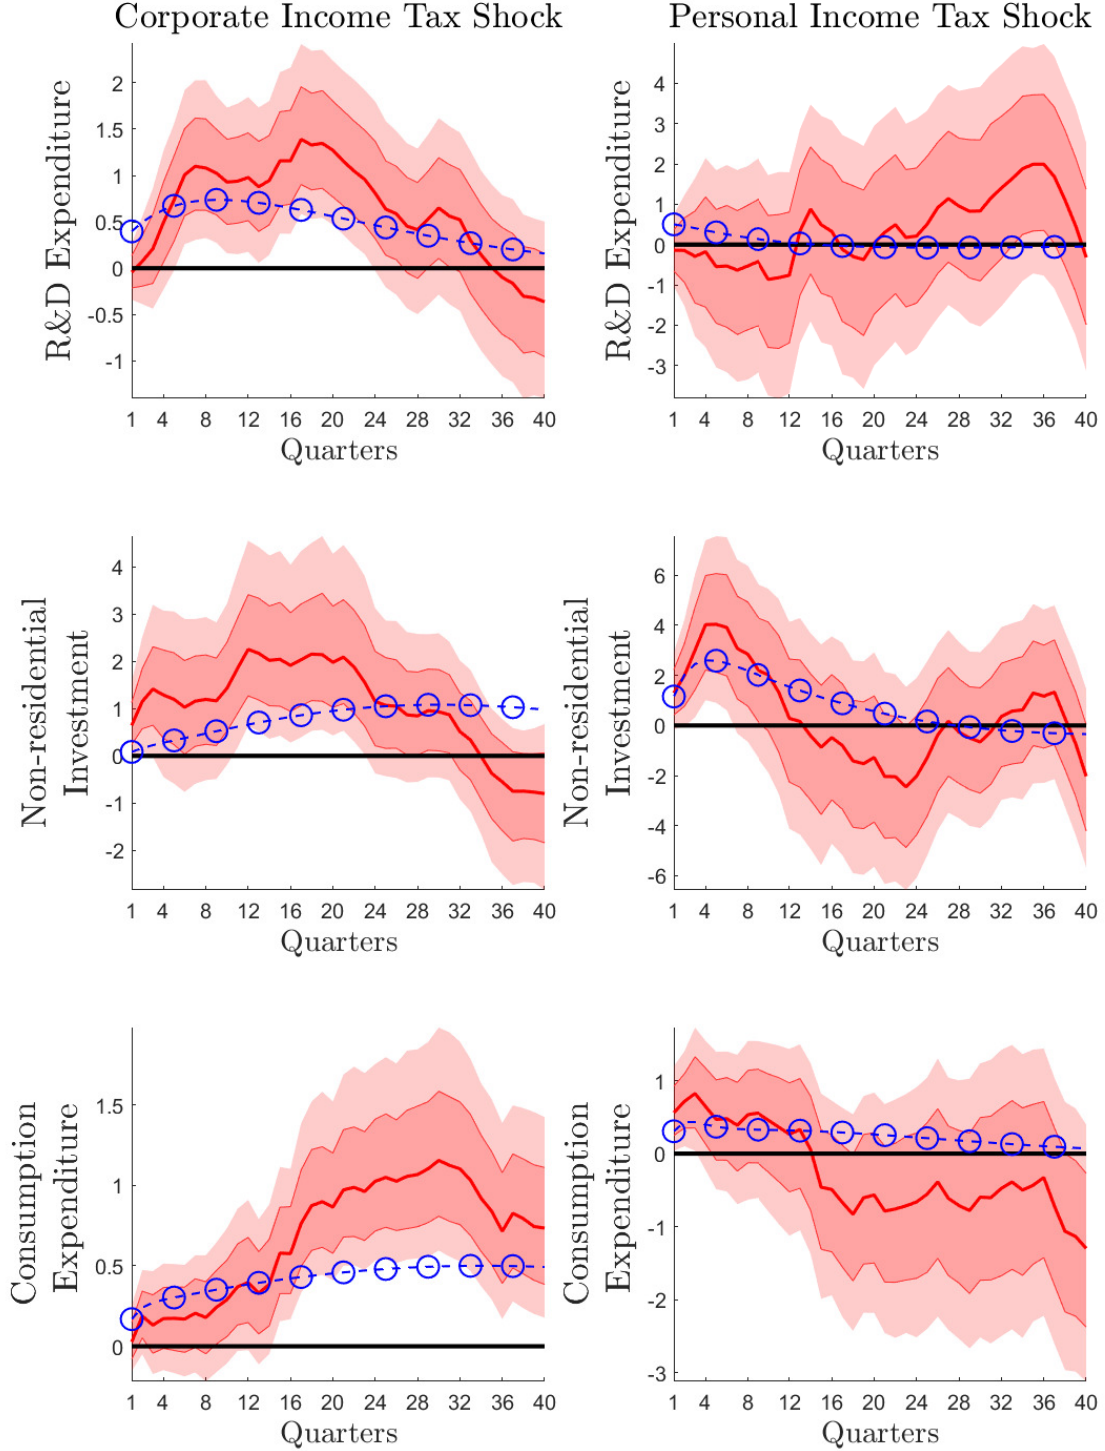 Corporate Income Tax Shock
Personal Income Tax Shock
R&D Expenditure
2
1.5
1
0.5
0
-0.5
-1
1 4 8 12 16 20 24 28 32 36 40
Quarters
R&D Expenditure
4
3
2
1
0
-1
-2
-3
1 4 8 12 16 20 24 28 32 36 40
Quarters
Non-residential
Investment
4
3
2
1
0
-1
-2
1 4 8 12 16 20 24 28 32 36 40
Quarters
Non-residential
Investment
6
4
2
0
-2
-4
-6
1 4 8 12 16 20 24 28 32 36 40
Quarters
Consumption
Expenditure
1.5
1
0.5
0
1 4 8 12 16 20 24 28 32 36 40
Quarters
Consumption
Expenditure
1
0
-1
-2
-3
1 4 8 12 16 20 24 28 32 36 40
Quarters